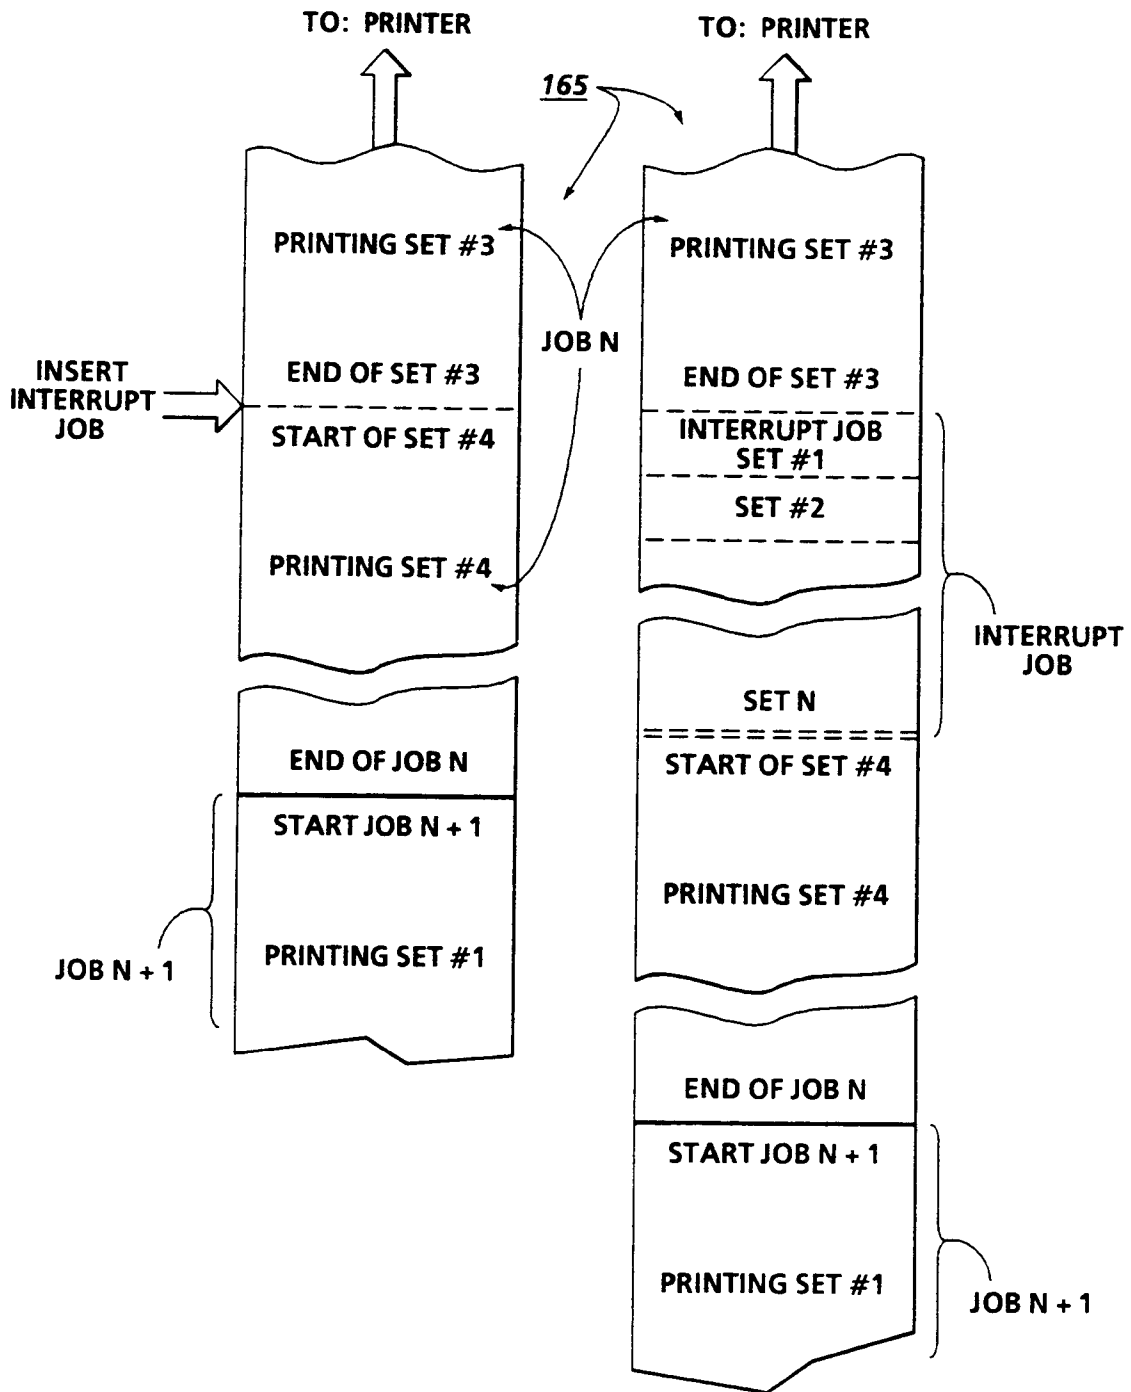 TO: PRINTER
TO: PRINTER
165
PRINTING SET #3
END OF SET #3
INSERT
INTERRUPT
JOB
START OF SET #4
PRINTING SET #4
END OF JOB N
START JOB N + 1
PRINTING SET #1
JOB N + 1
JOB N
PRINTING SET #3
END OF SET #3
INTERRUPT JOB
SET #1
SET #2
SET N
INTERRUPT
JOB
START OF SET #4
PRINTING SET #4
END OF JOB N
START JOB N + 1
PRINTING SET #1
JOB N + 1